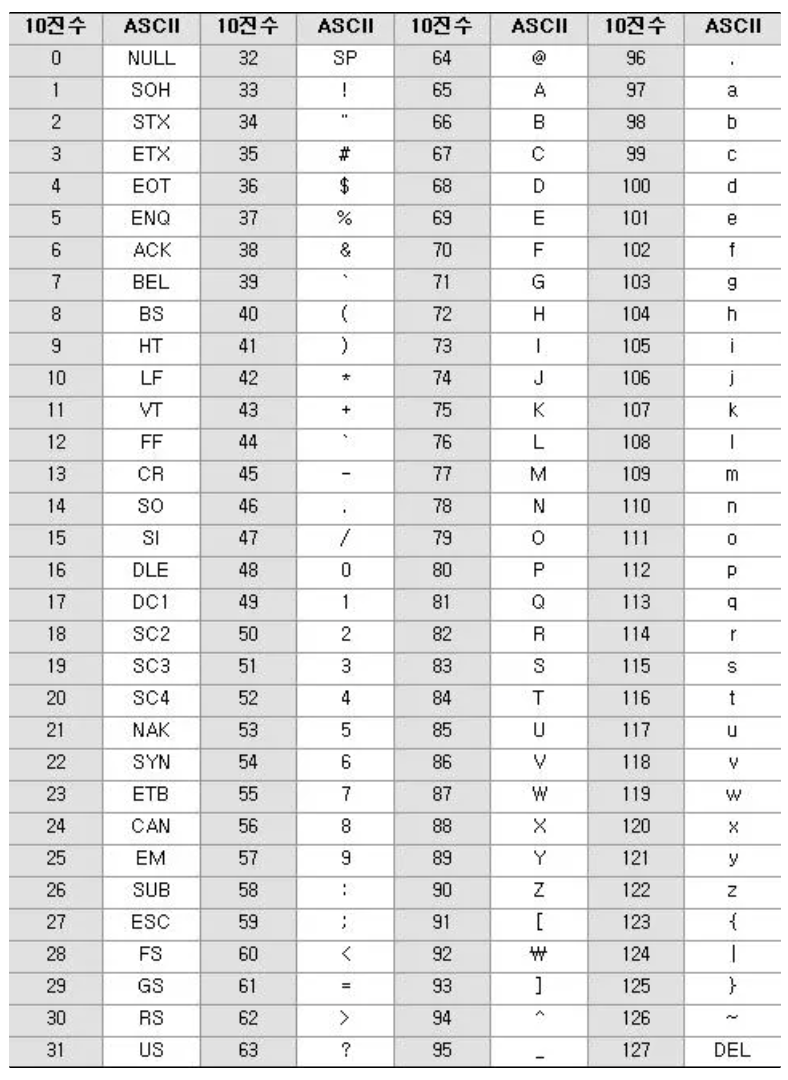 10진수 ASCII 10진수 ASCII 10진수 ASCII 10진수 ASCII
0 NULL 32 SP 64 @ 96 .
1 SOH 33 ! 65 A 97 a
2 STX 34 " 66 B 98 b
3 ETX 35 # 67 C 99 c
4 EOT 36 $ 68 D 100 d
5 ENQ 37 % 69 E 101 e
6 ACK 38 & 70 F 102 f
7 BEL 39 ` 71 G 103 g
8 BS 40 ( 72 H 104 h
9 HT 41 ) 73 I 105 i
10 LF 42 * 74 J 106 j
11 VT 43 + 75 K 107 k
12 FF 44 ` 76 L 108 l
13 CR 45 - 77 M 109 m
14 SO 46 . 78 N 110 n
15 SI 47 / 79 O 111 o
16 DLE 48 0 80 P 112 p
17 DC1 49 1 81 Q 113 q
18 SC2 50 2 82 R 114 r
19 SC3 51 3 83 S 115 s
20 SC4 52 4 84 T 116 t
21 NAK 53 5 85 U 117 u
22 SYN 54 6 86 V 118 v
23 ETB 55 7 87 W 119 w
24 CAN 56 8 88 X 120 x
25 EM 57 9 89 Y 121 y
26 SUB 58 : 90 Z 122 z
27 ESC 59 ; 91 [ 123 {
28 FS 60 < 92 ₩ 124 |
29 GS 61 = 93 ] 125 }
30 RS 62 > 94 ^ 126 ~
31 US 63 ? 95 _ 127 DEL